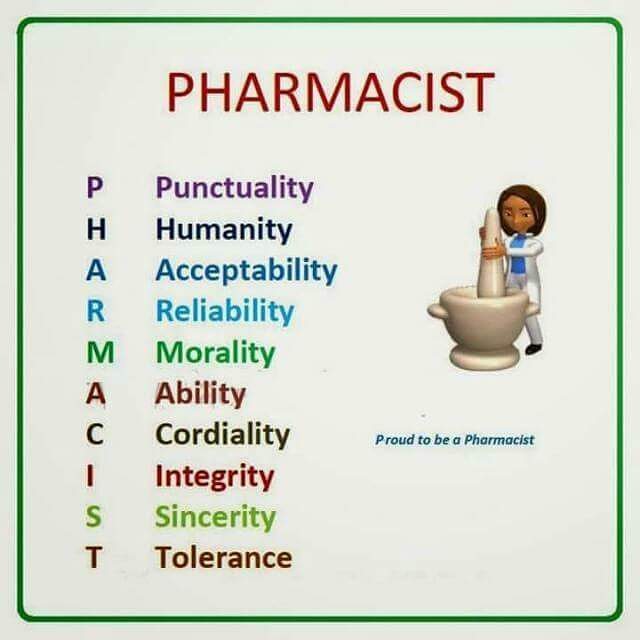 PHARMACIST
P Punctuality
H Humanity
A Acceptability
R Reliability
M Morality
A Ability
C Cordiality
I Integrity
S Sincerity
T Tolerance
Proud to be a Pharmacist